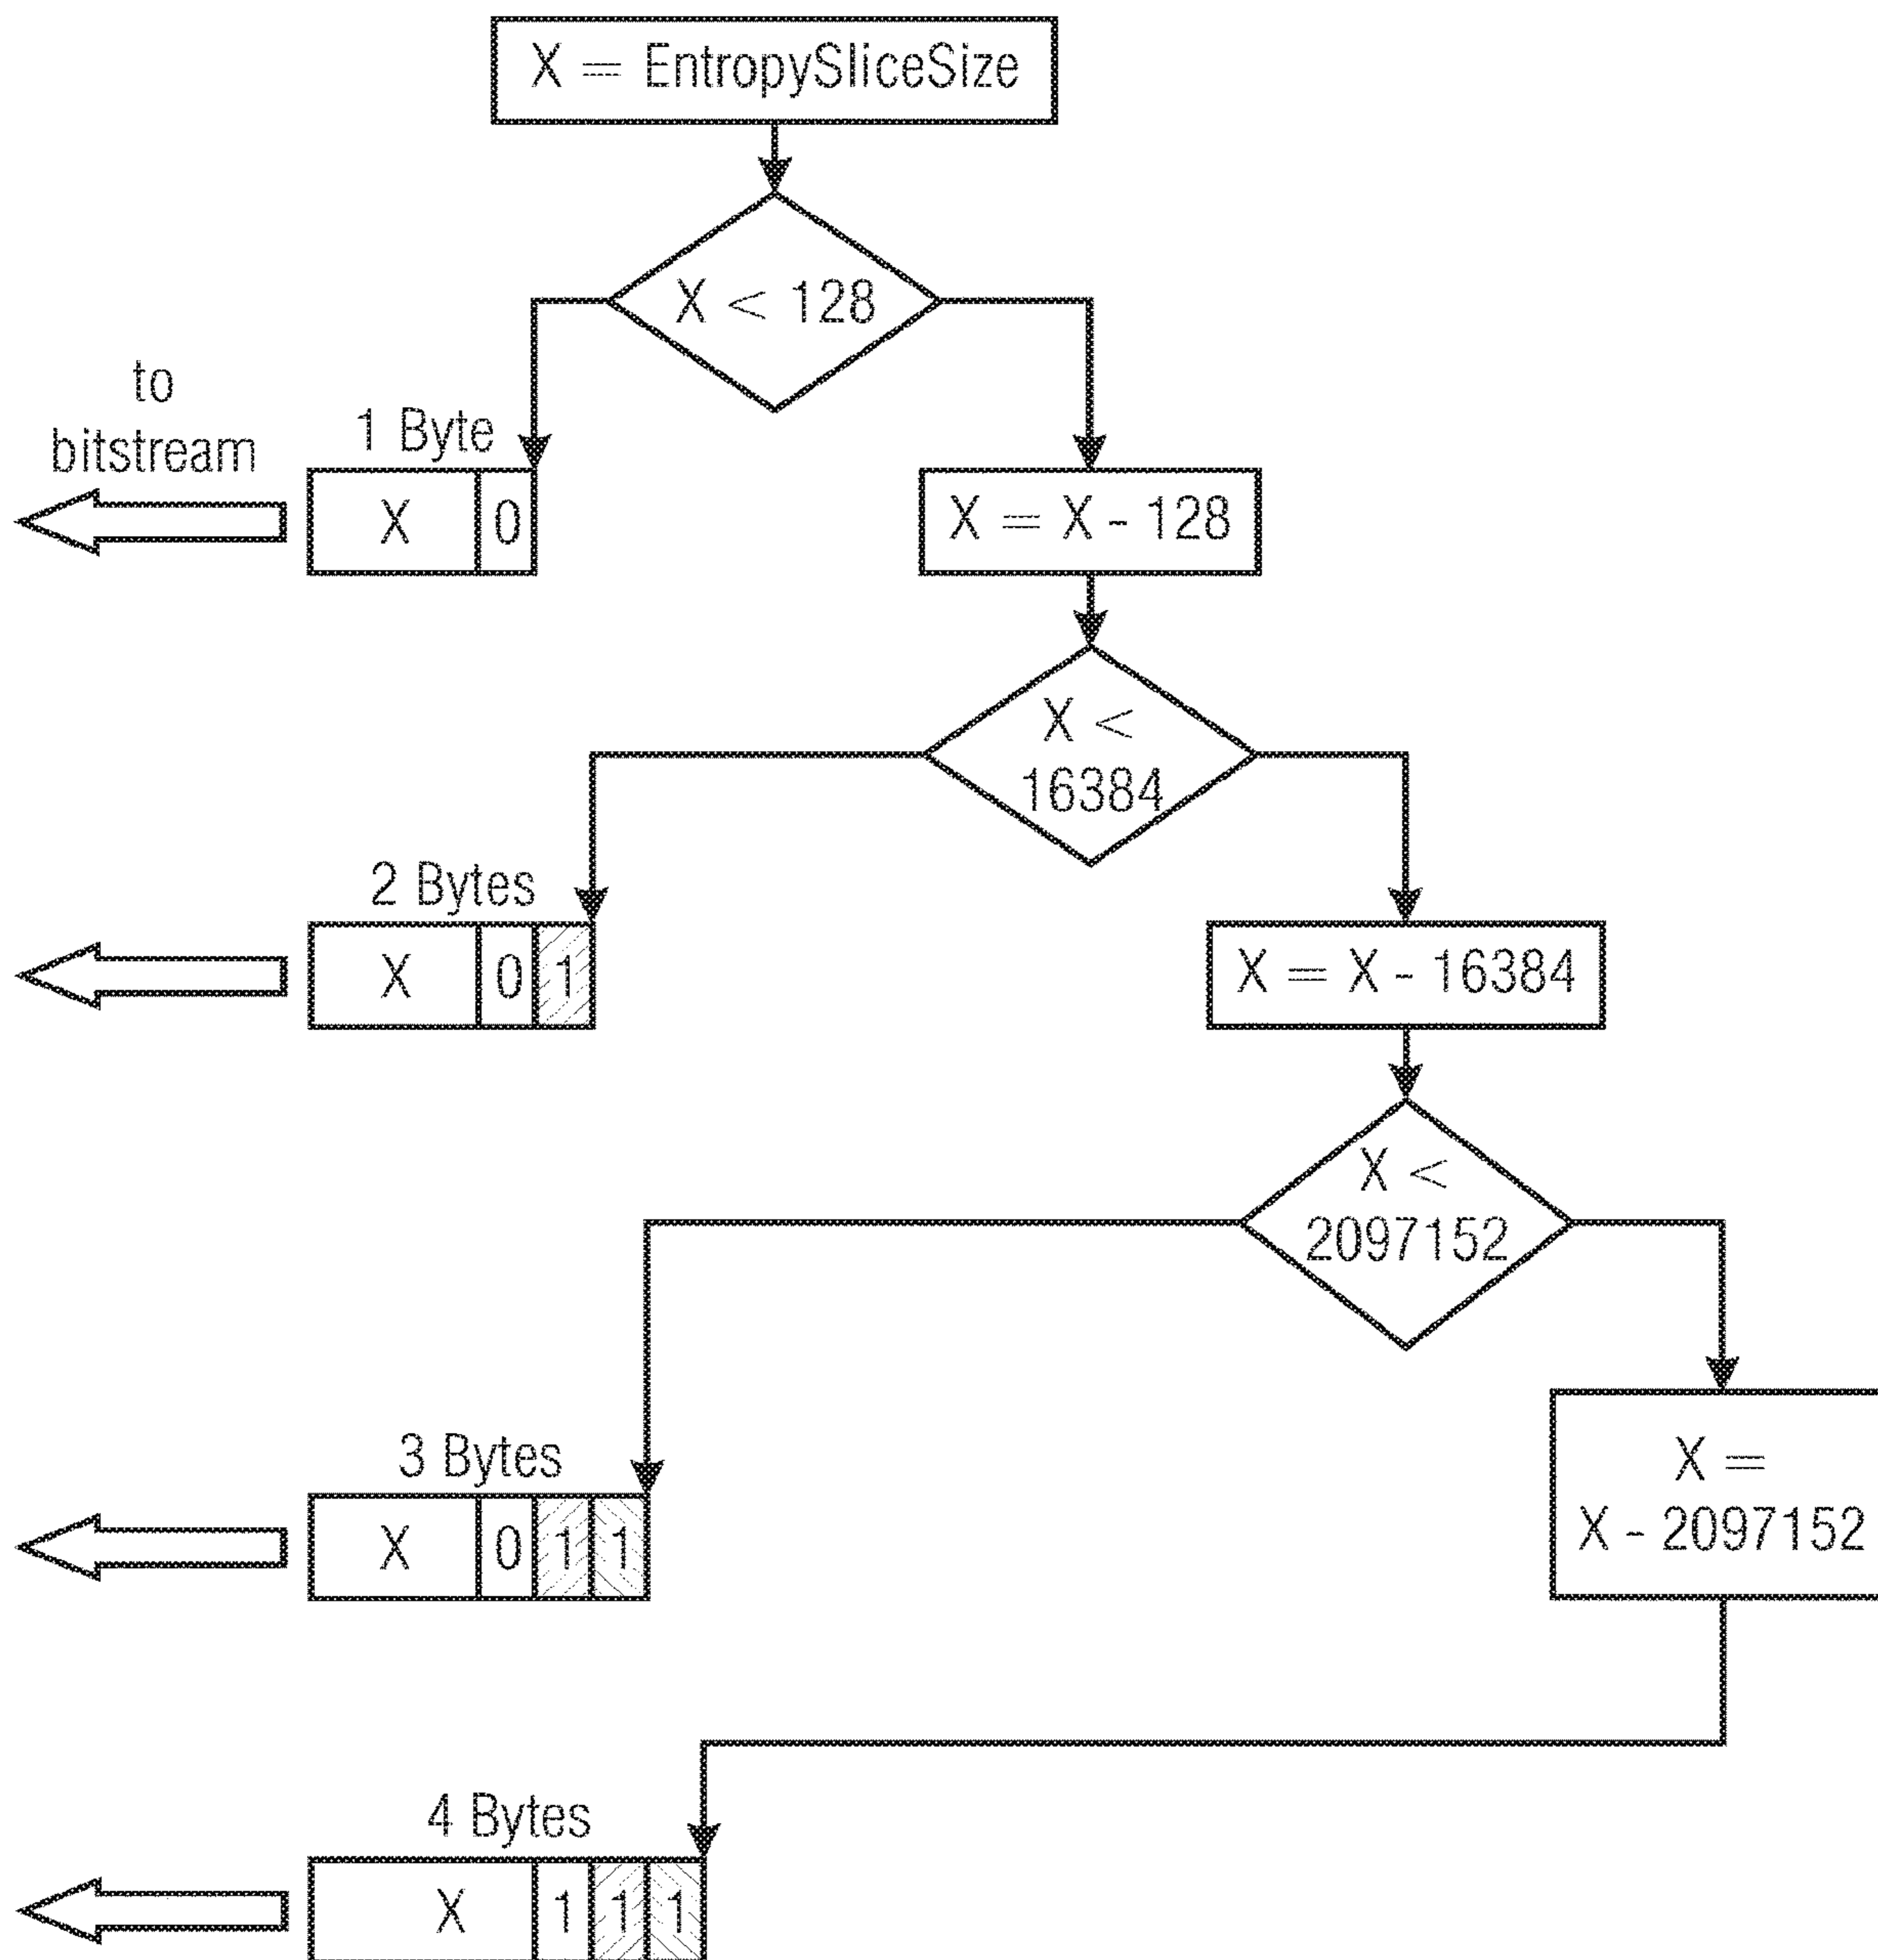 X = EntropySliceSize
X < 128
to
bitstream
1 Byte
X 0
X = X - 128
X <
16384
2 Bytes
X 0 1
X = X - 16384
X <
2097152
3 Bytes
X 0 1 1
X =
X - 2097152
4 Bytes
X 1 1 1